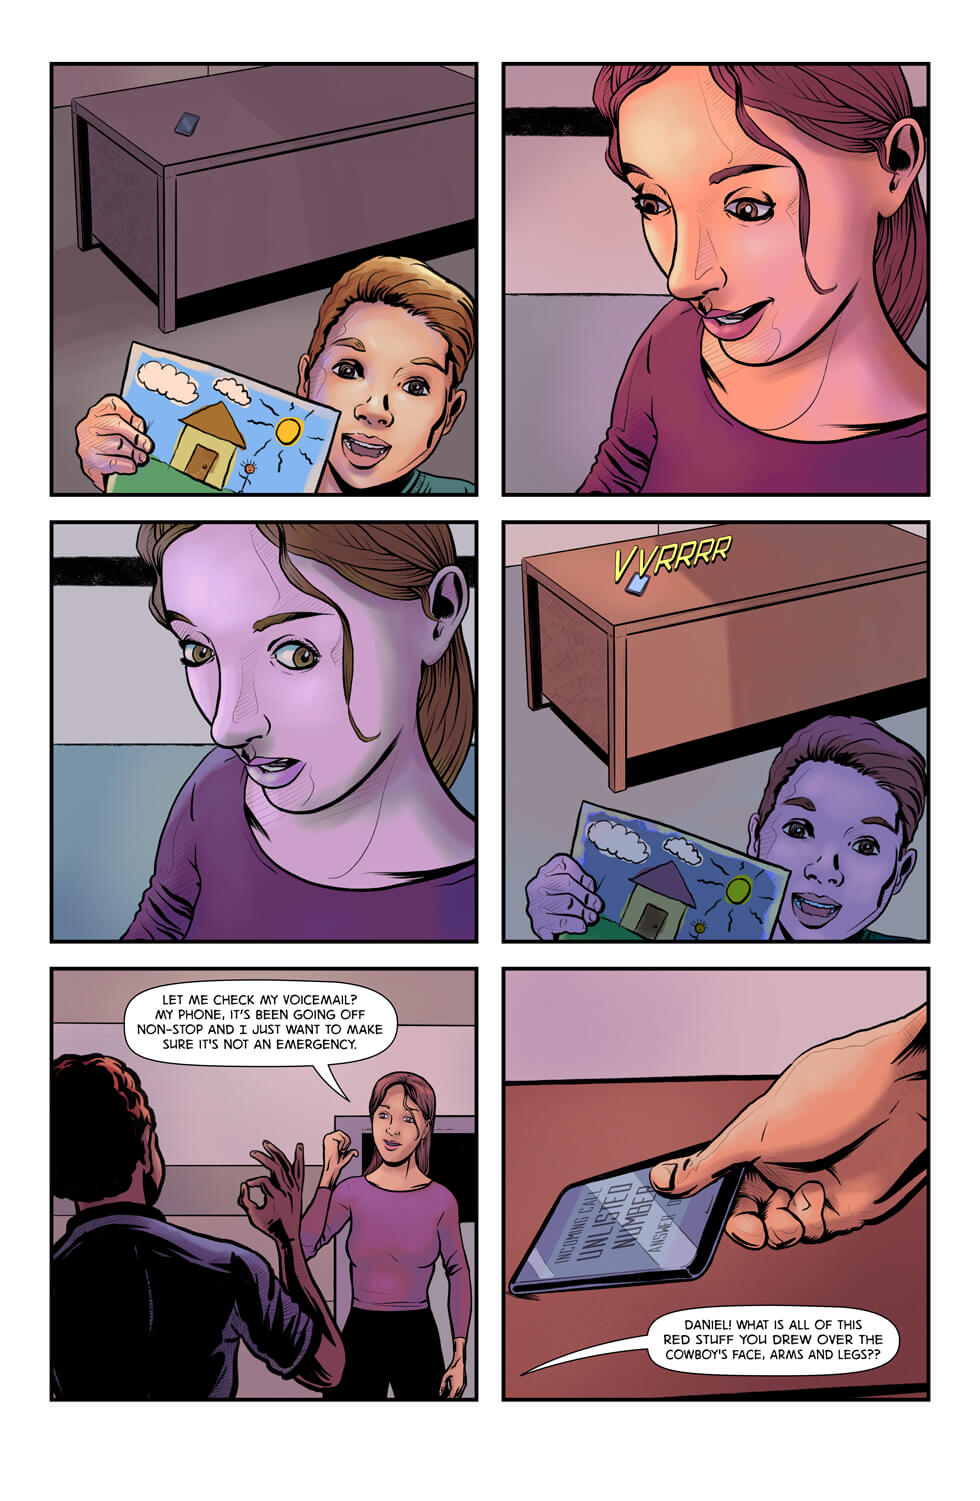 VVRRRR
LET ME CHECK MY VOICEMAIL?
MY PHONE, IT'S BEEN GOING OFF
NON-STOP AND I JUST WANT TO MAKE
SURE IT'S NOT AN EMERGENCY.
INCOMING CALL
UNLISTED
NUMBER
ANSWER
DANIEL! WHAT IS ALL OF THIS
RED STUFF YOU DREW OVER THE
COWBOY'S FACE, ARMS AND LEGS??